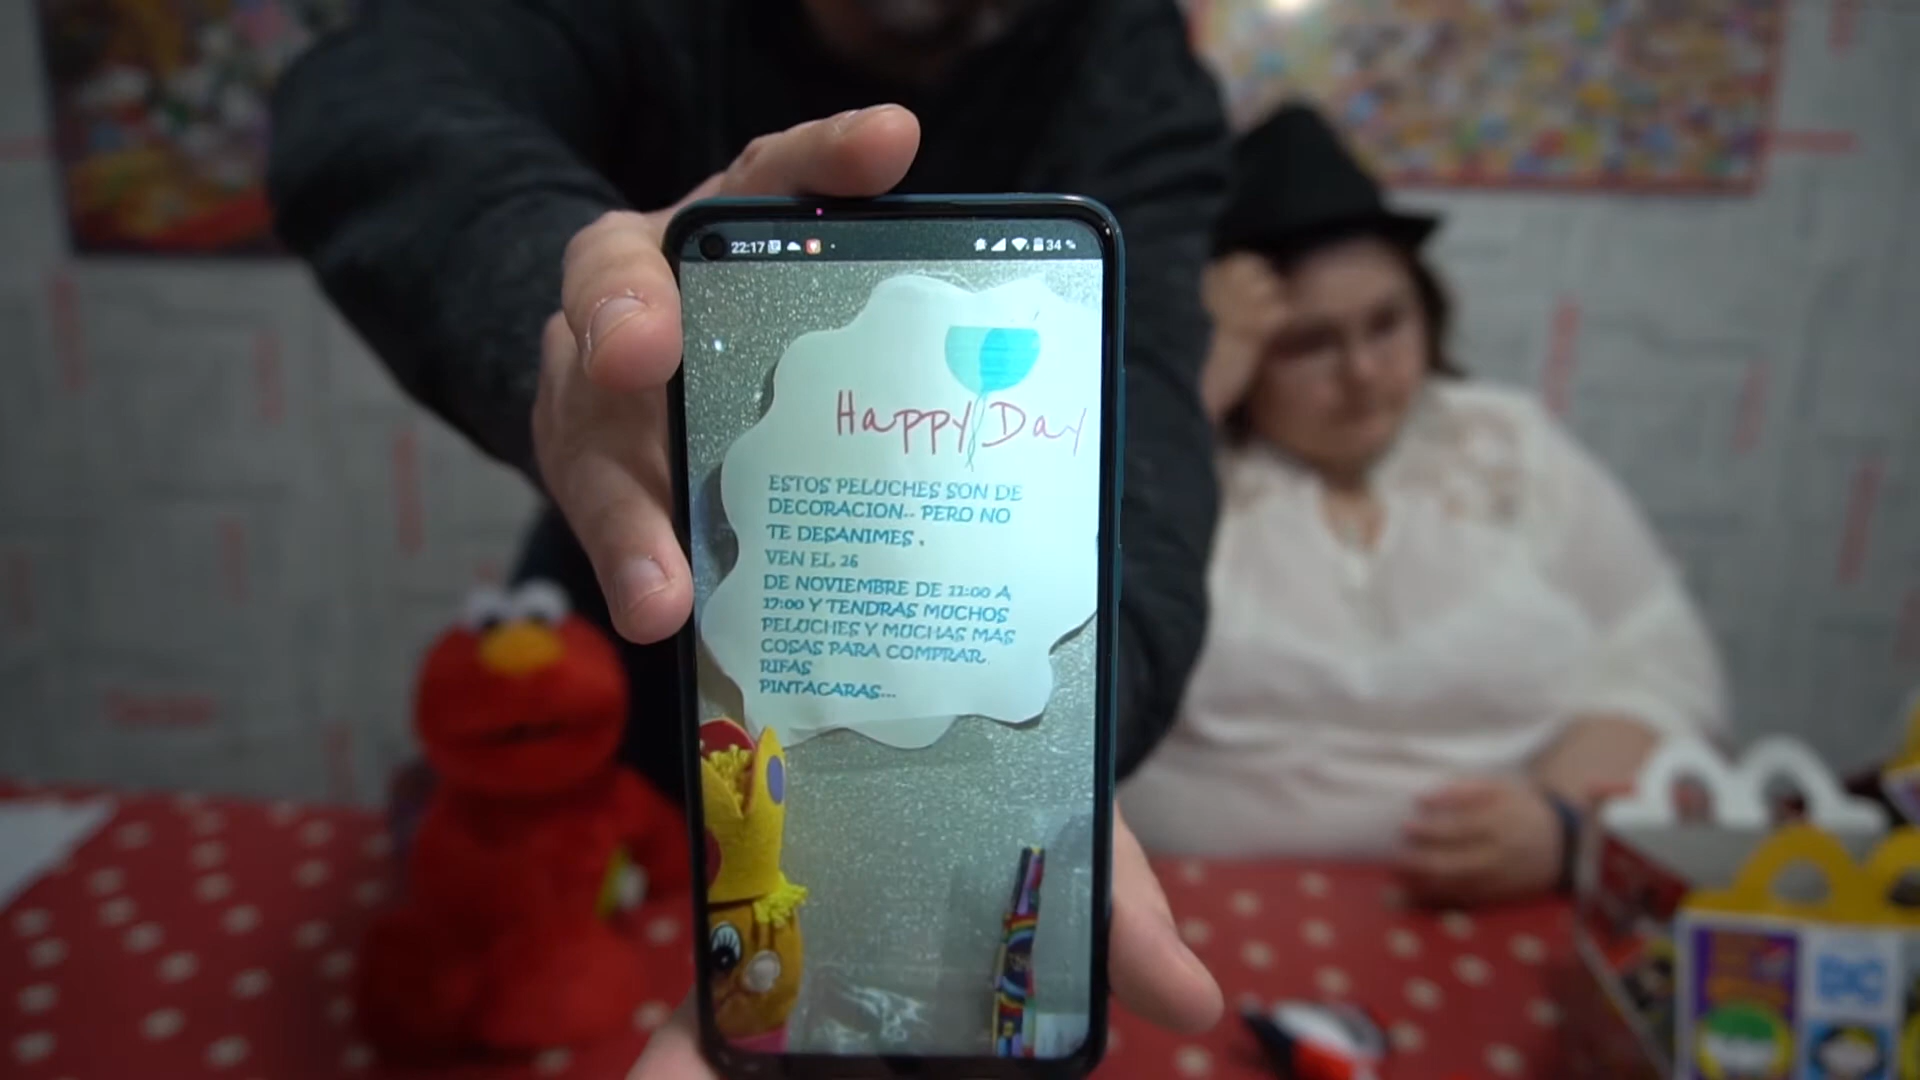 22:17
34 %
Happy Day
ESTOS PELUCHES SON DE
DECORACION.. PERO NO
TE DESANIMES .
VEN EL 26
DE NOVIEMBRE DE 11:00 A
17:00 Y TENDRAS MUCHOS
PELUCHES Y MUCHAS MAS
COSAS PARA COMPRAR.
RIFAS
PINTACARAS...
DC